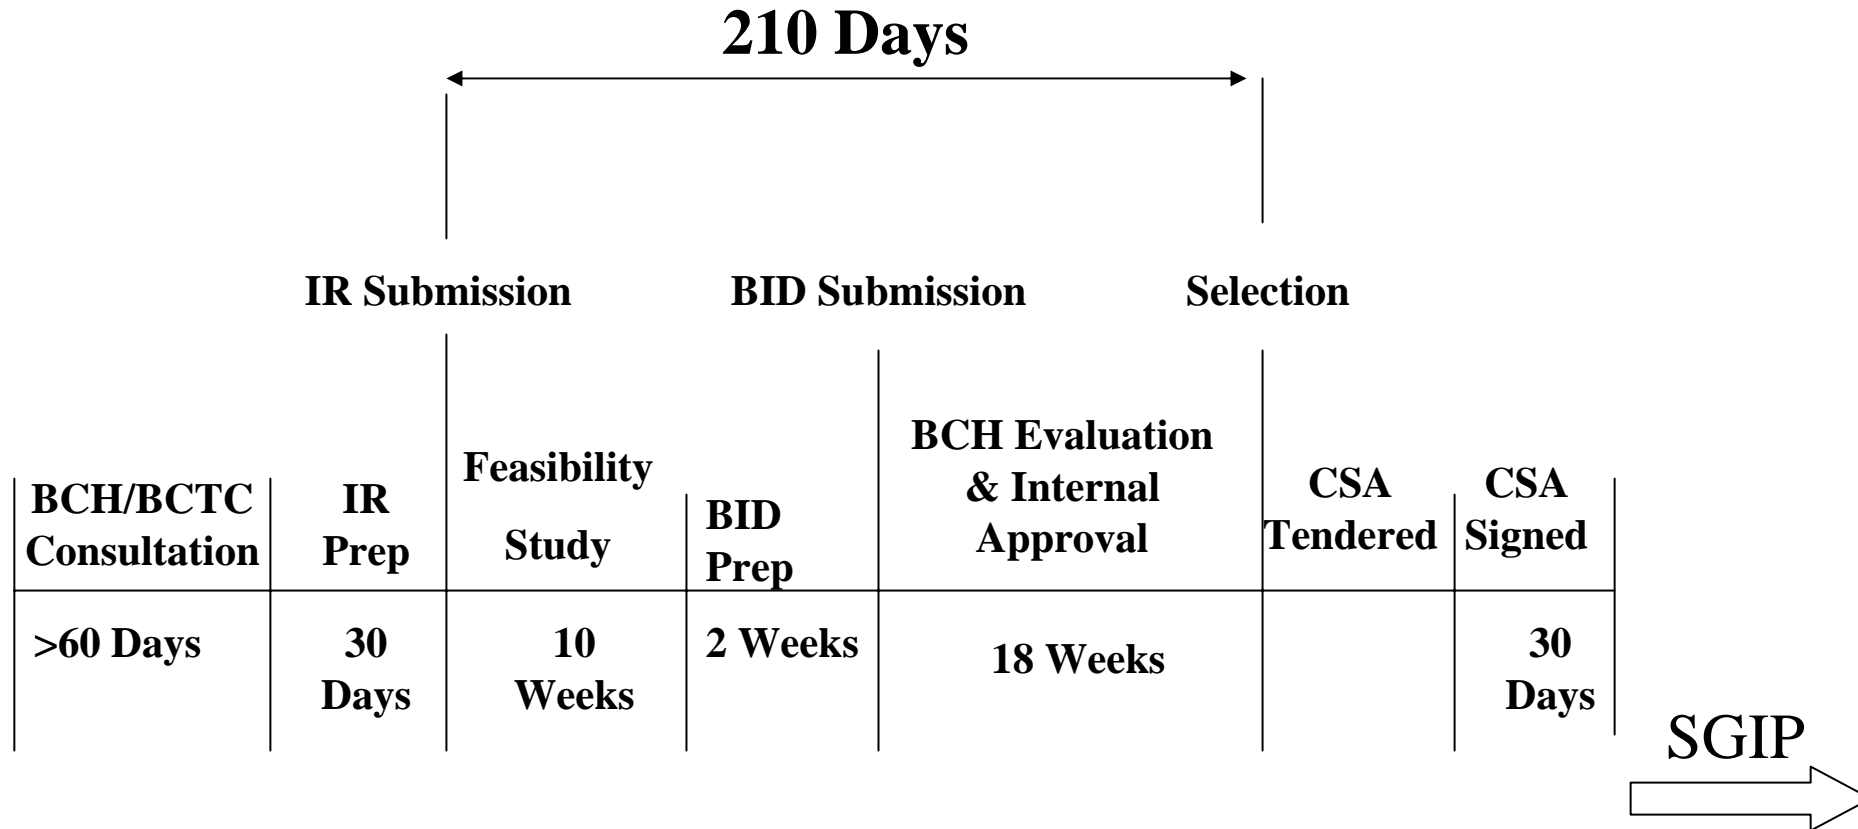 210 Days
IR Submission
BID Submission
Selection
BCH/BCTC
Consultation
IR
Prep
Feasibility
Study
BID
Prep
BCH Evaluation
& Internal
Approval
CSA
Tendered
CSA
Signed
>60 Days
30
Days
10
Weeks
2 Weeks
18 Weeks
30
Days
SGIP